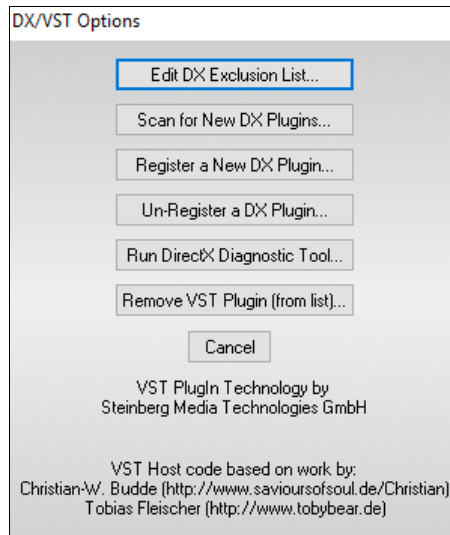 DX/VST Options
Edit DX Exclusion List...
Scan for New DX Plugins...
Register a New DX Plugin...
Un-Register a DX Plugin...
Run DirectX Diagnostic Tool...
Remove VST Plugin (from list)...
Cancel
VST PlugIn Technology by
Steinberg Media Technologies GmbH
VST Host code based on work by:
Christian-W. Budde (http://www.savioursofsoul.de/Christian)
Tobias Fleischer (http://www.tobybear.de)